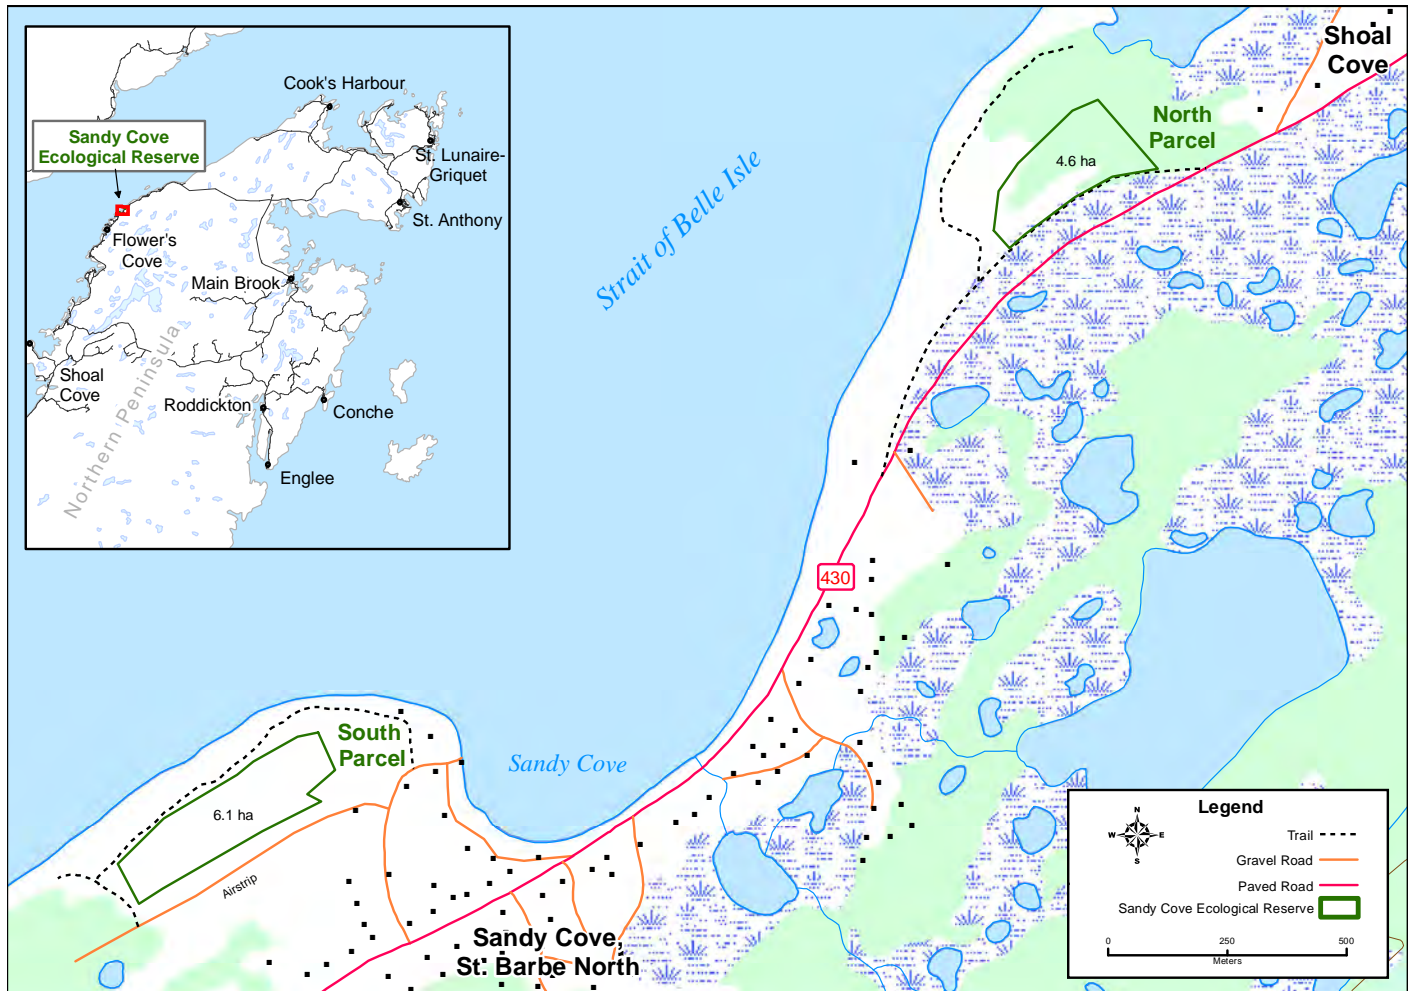 Cook's Harbour
Sandy Cove
Ecological Reserve
St. Lunaire-
Griquet
St. Anthony
Flower's
Cove
Main Brook
Northern Peninsula
Shoal
Cove
Roddickton
Conche
Englee
Strait of Belle Isle
Shoal
Cove
North
Parcel
4.6 ha
430
South
Parcel
6.1 ha
Airstrip
Sandy Cove
Sandy Cove,
St. Barbe North
Legend
N
W E
S
Trail
Gravel Road
Paved Road
Sandy Cove Ecological Reserve
0 250 500
Meters